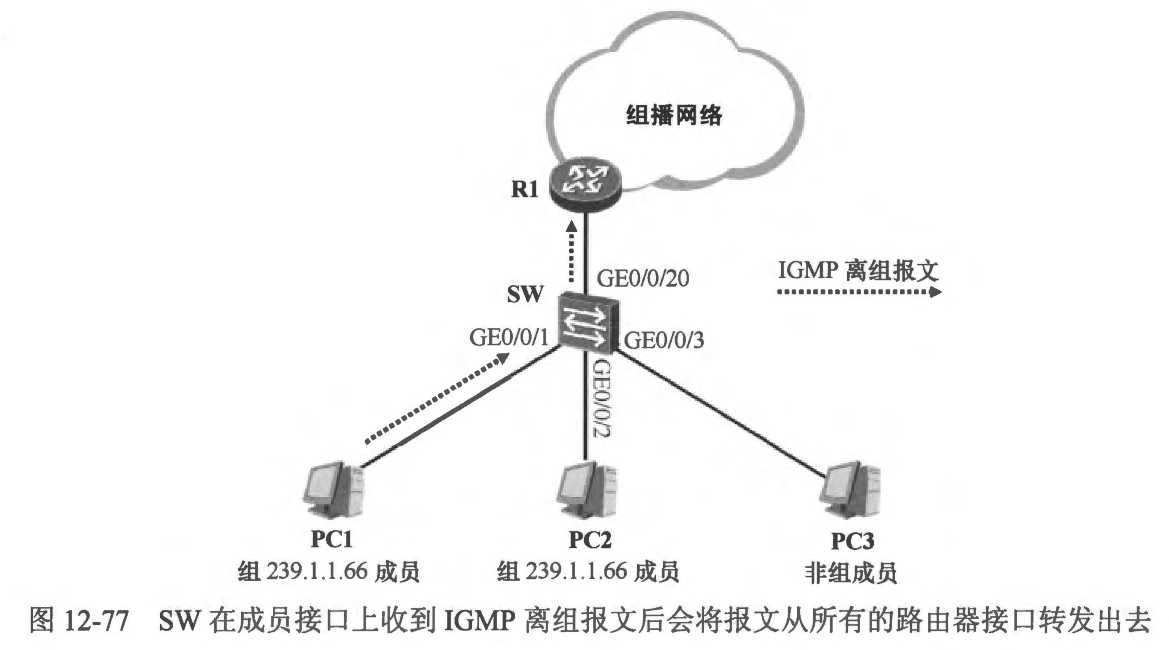 组播网络
R1
GE0/0/20
IGMP 离组报文
SW
GE0/0/1
GE0/0/3
GE0/0/2
PC1
PC2
PC3
组 239.1.1.66 成员
组 239.1.1.66 成员
非组成员
图 12-77 SW 在成员接口上收到 IGMP 离组报文后会将报文从所有的路由器接口转发出去